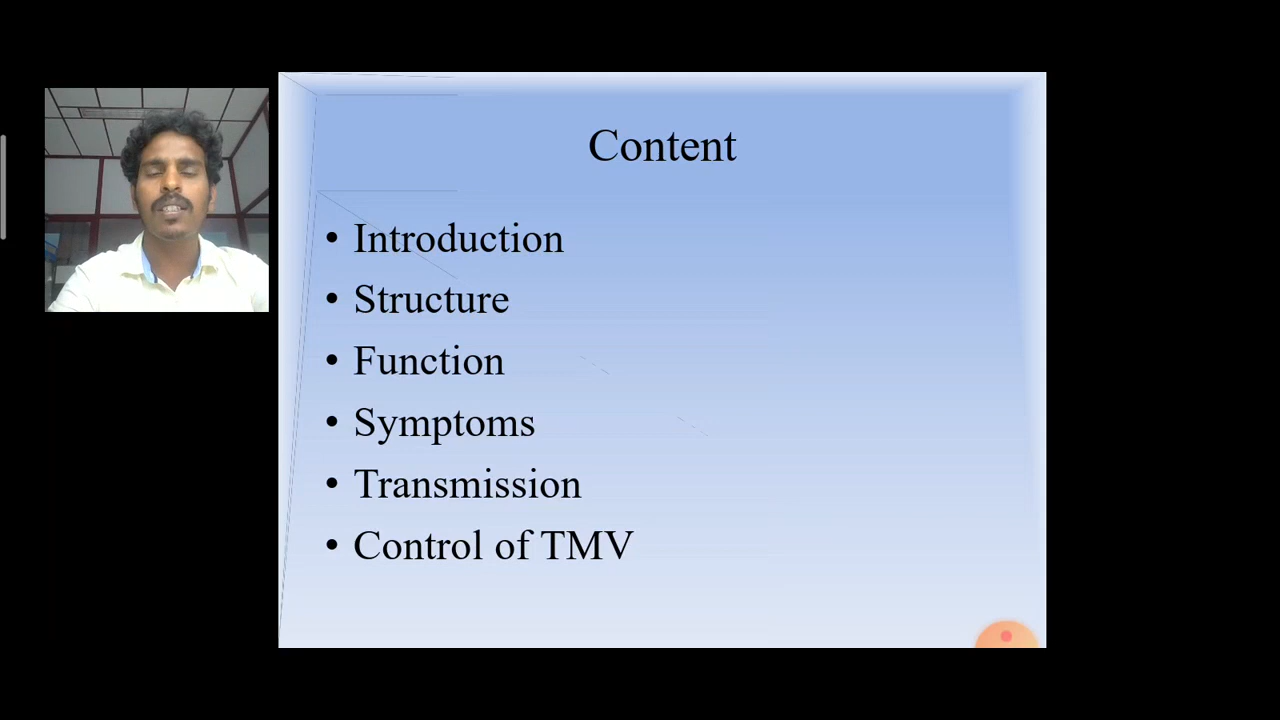 Content
• Introduction
• Structure
• Function
• Symptoms
• Transmission
• Control of TMV